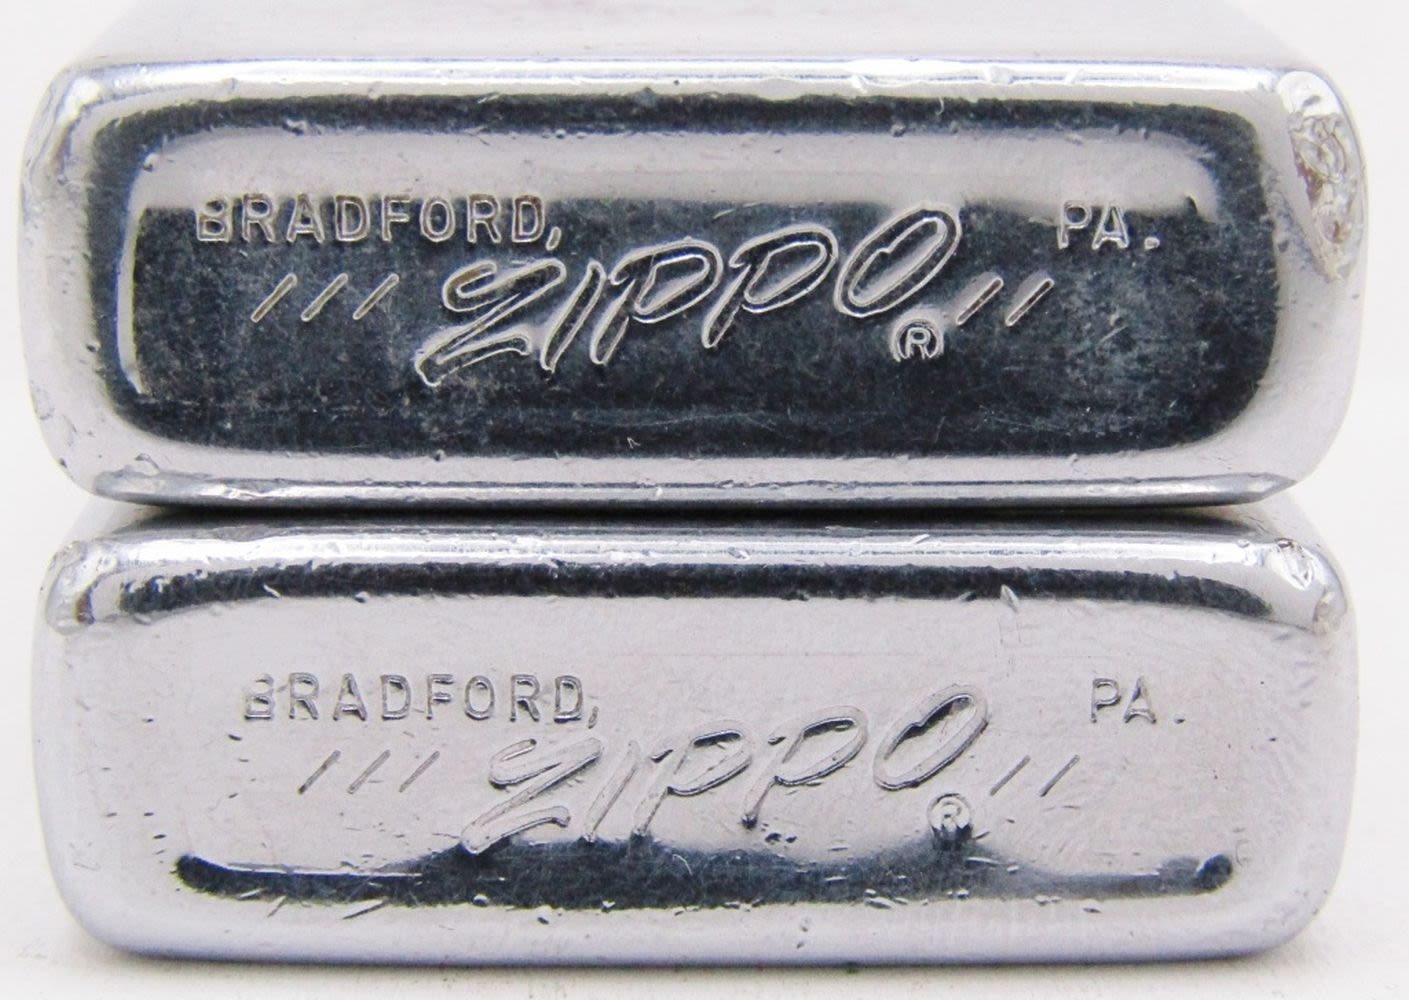 BRADFORD, PA.
/// ZIPPO ® //
BRADFORD, PA.
/// ZIPPO ® //